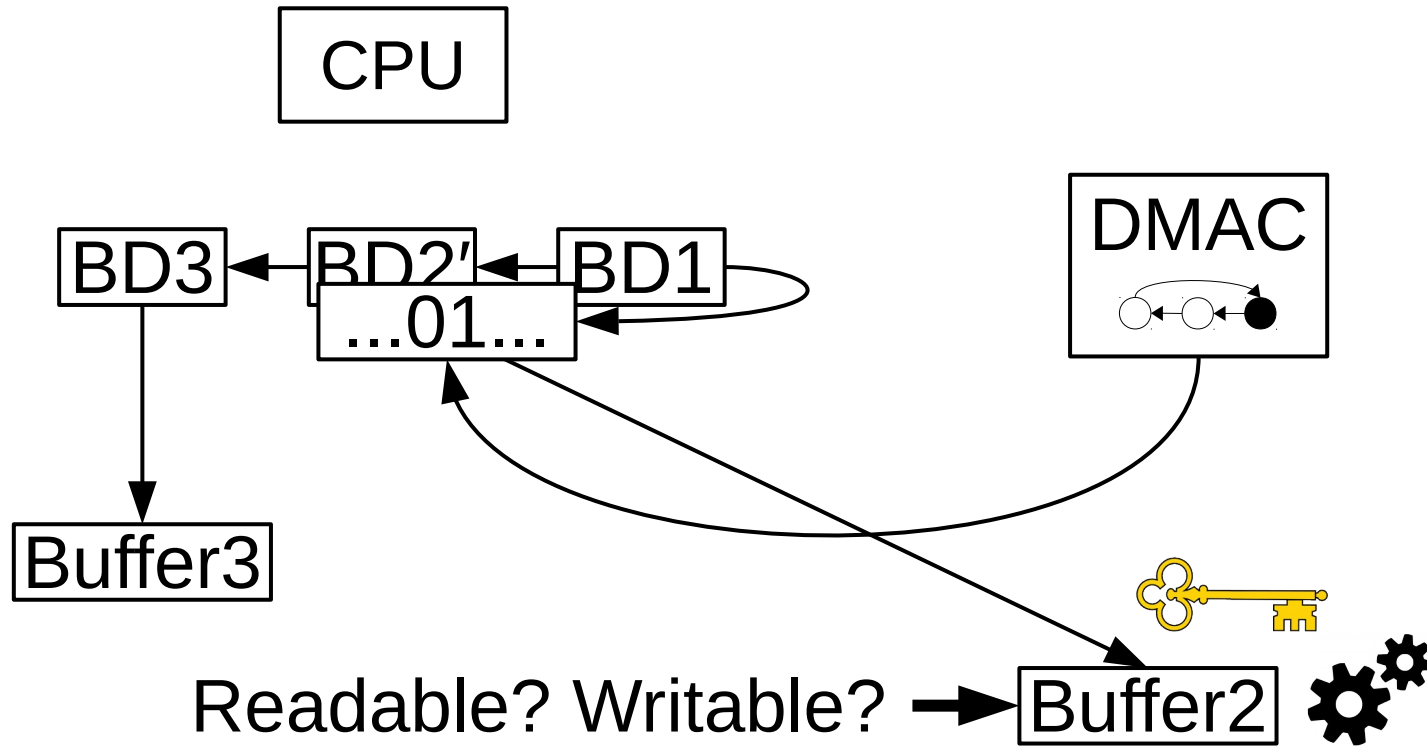 CPU
DMAC
BD3
BD2′
BD1
...01...
Buffer3
Readable? Writable?
Buffer2